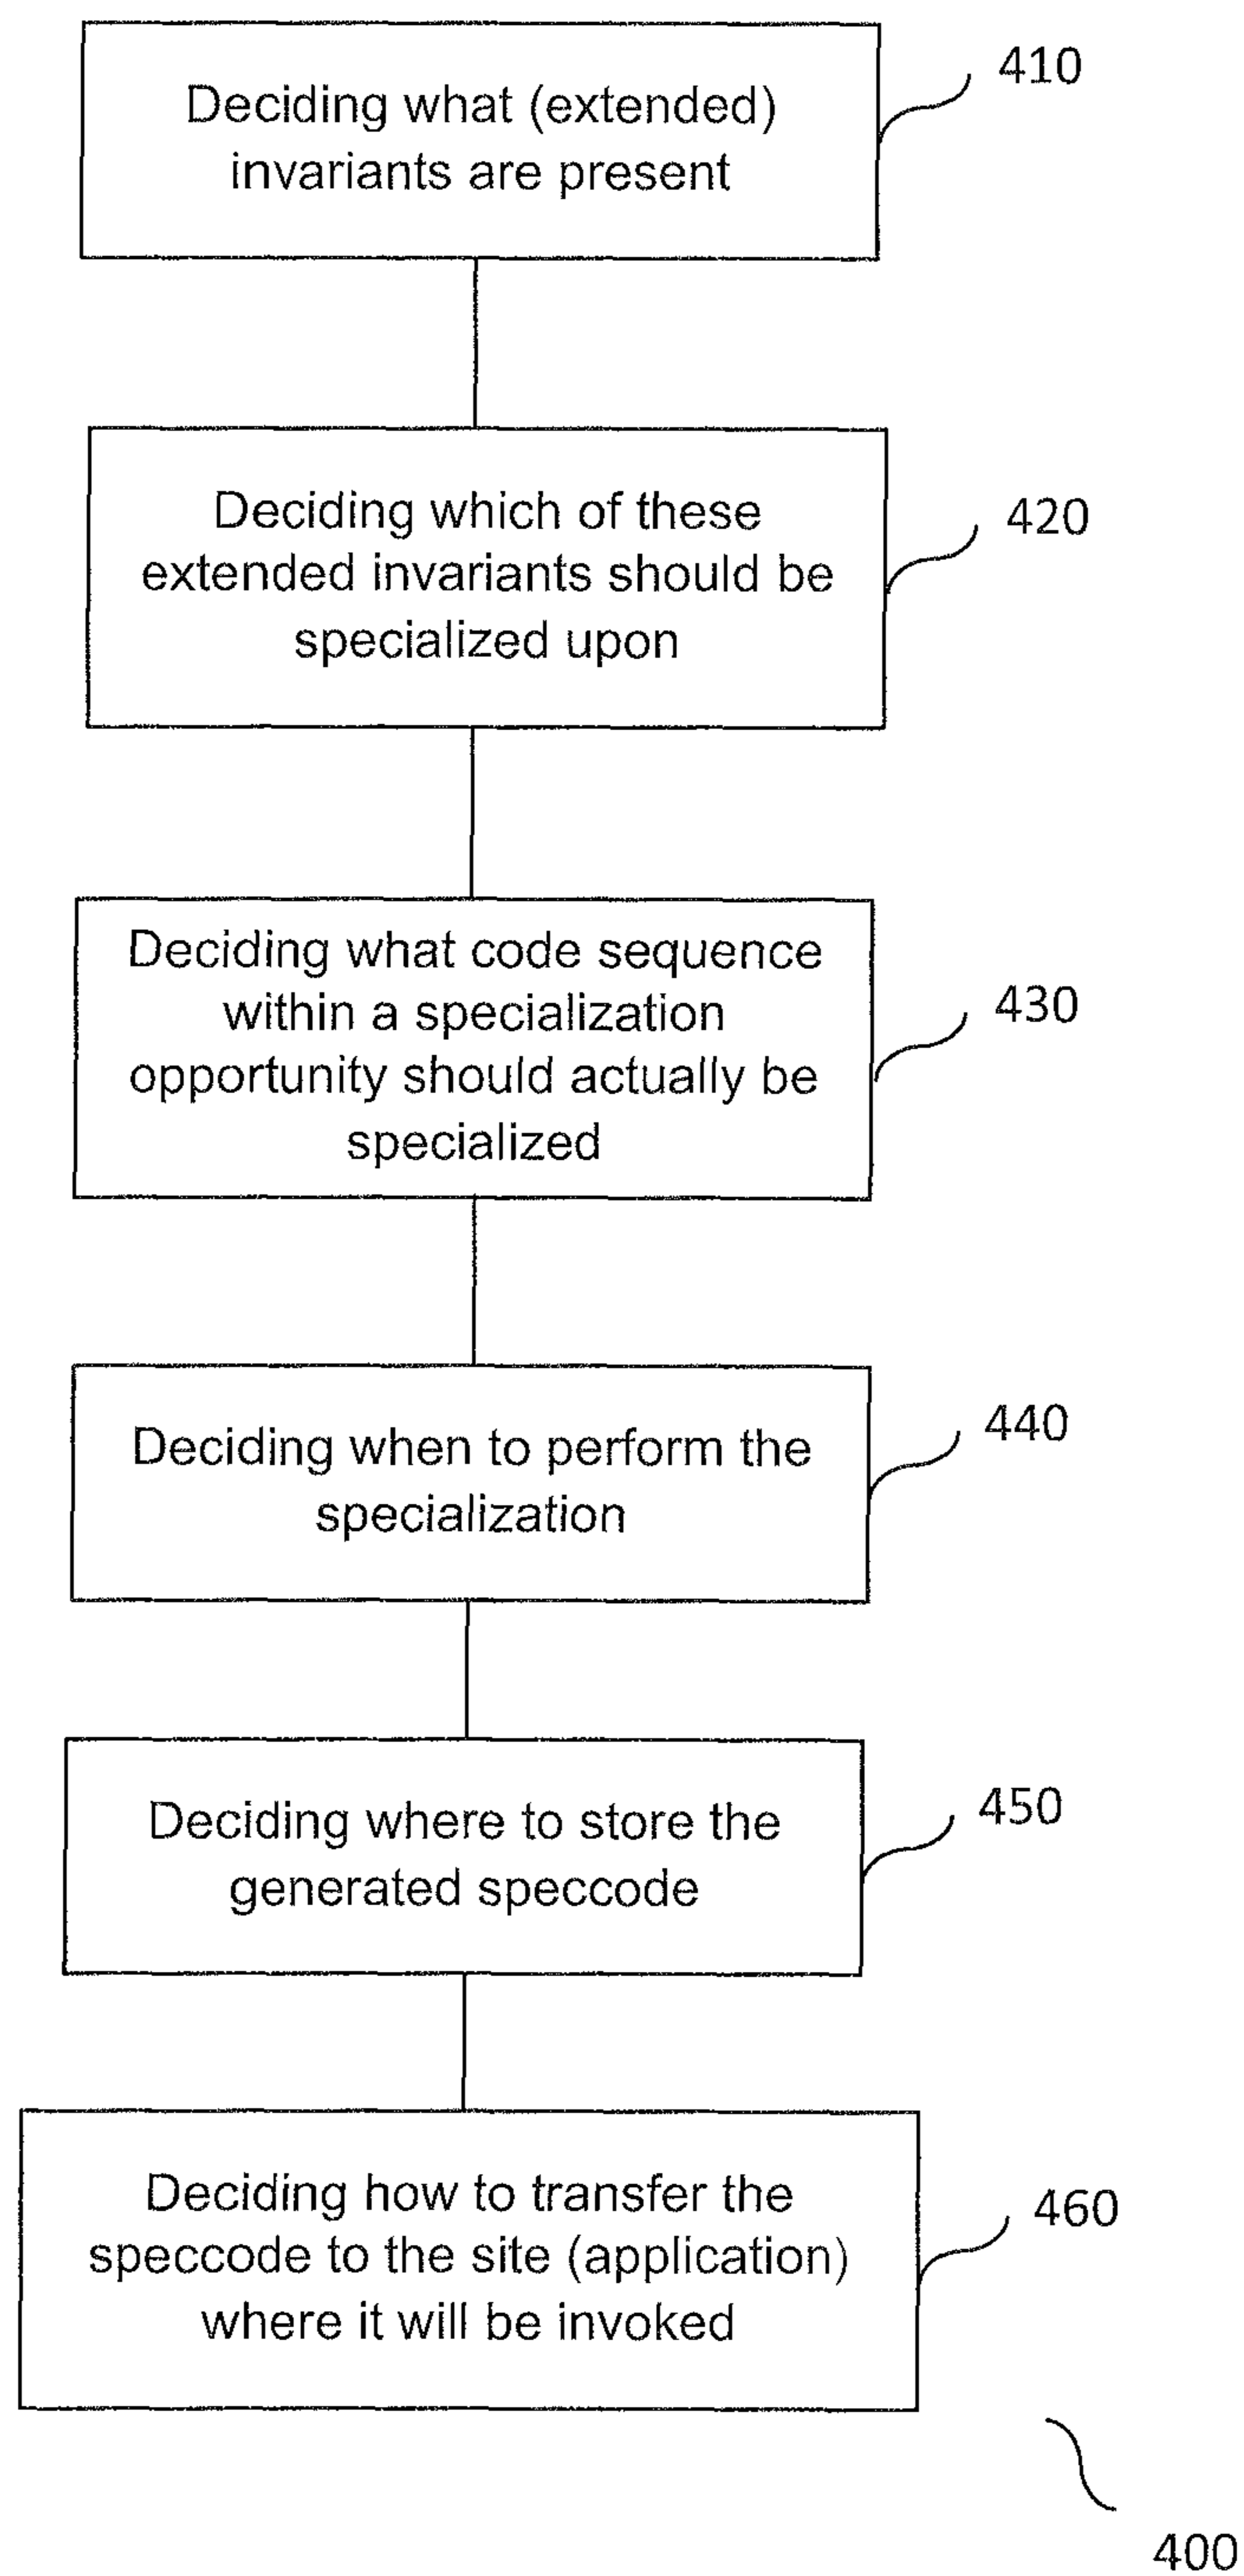 Deciding what (extended)
invariants are present
410
Deciding which of these
extended invariants should be
specialized upon
420
Deciding what code sequence
within a specialization
opportunity should actually be
specialized
430
Deciding when to perform the
specialization
440
Deciding where to store the
generated speccode
450
Deciding how to transfer the
speccode to the site (application)
where it will be invoked
460
400